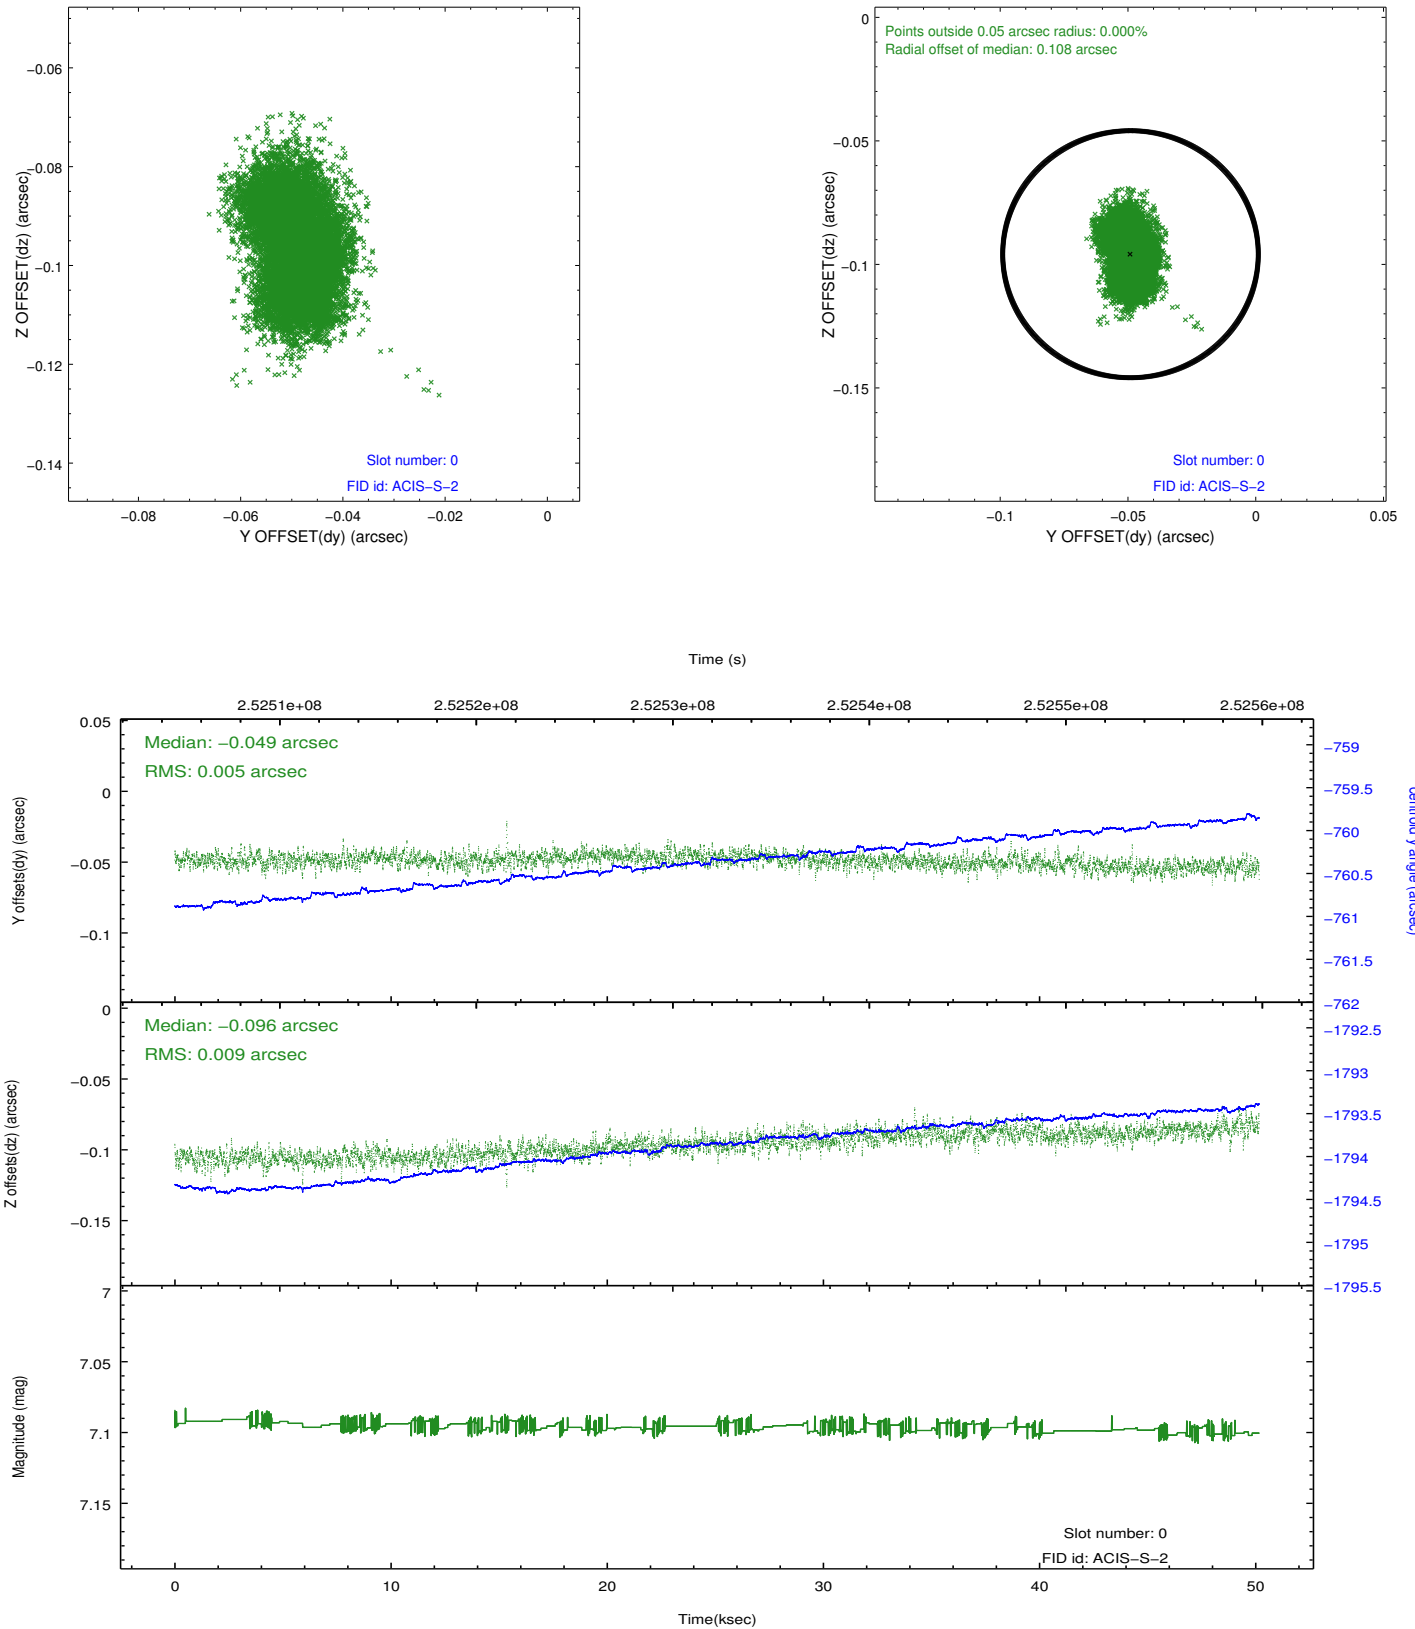 −0.06
−0.08
−0.1
−0.12
−0.14
Z OFFSET(dz) (arcsec)
Slot number: 0
FID id: ACIS−S−2
−0.08
−0.06
−0.04
−0.02
0
Y OFFSET(dy) (arcsec)
0
−0.05
−0.1
−0.15
Z OFFSET(dz) (arcsec)
Points outside 0.05 arcsec radius: 0.000%
Radial offset of median: 0.108 arcsec
Slot number: 0
FID id: ACIS−S−2
−0.1
−0.05
0
0.05
Y OFFSET(dy) (arcsec)
Time (s)
2.5251e+08
2.5252e+08
2.5253e+08
2.5254e+08
2.5255e+08
2.5256e+08
0.05
0
−0.05
−0.1
Y offsets(dy) (arcsec)
Median: −0.049 arcsec
RMS: 0.005 arcsec
−759
−759.5
−760
−760.5
−761
−761.5
−762
y angle (arcsec)
0
−0.05
−0.1
−0.15
Z offsets(dz) (arcsec)
Median: −0.096 arcsec
RMS: 0.009 arcsec
−1792.5
−1793
−1793.5
−1794
−1794.5
−1795
−1795.5
7
7.05
7.1
7.15
Magnitude (mag)
Slot number: 0
FID id: ACIS−S−2
0
10
20
30
40
50
Time(ksec)